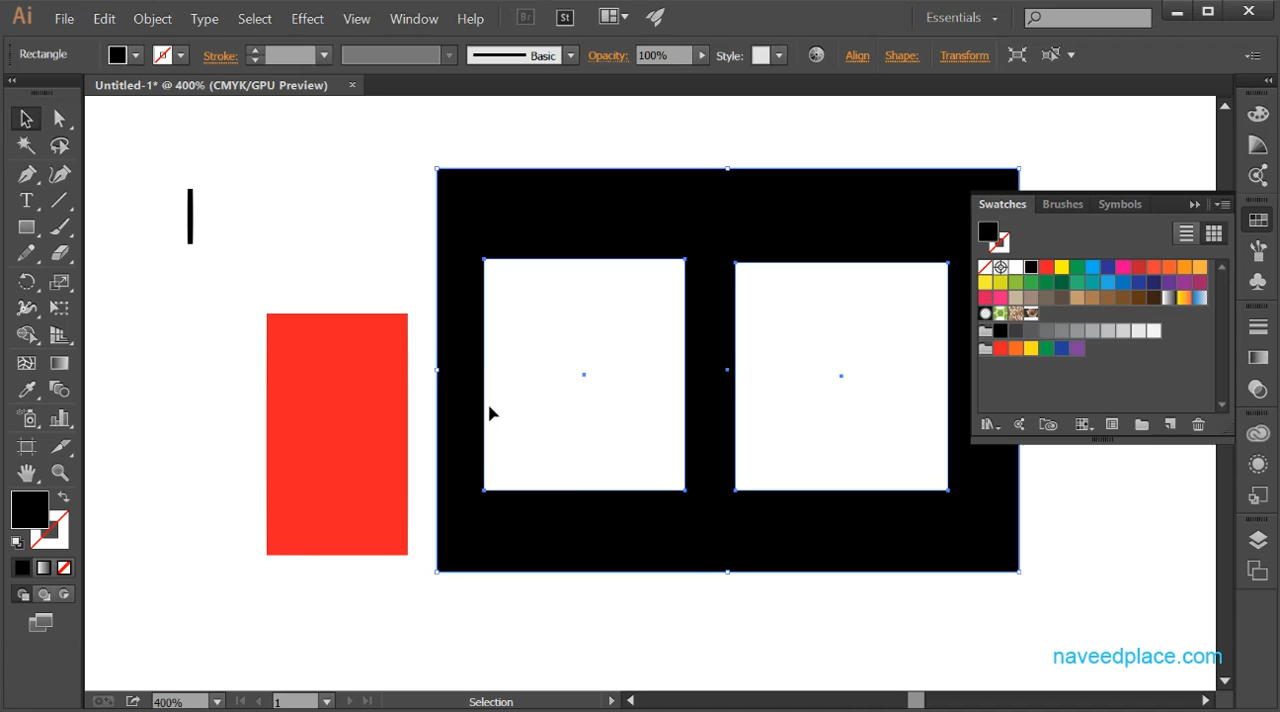 Ai File Edit Object Type Select Effect View Window Help Br St Essentials
Rectangle Stroke: Basic Opacity: 100% Style: Align Shape: Transform
Untitled-1* @ 400% (CMYK/GPU Preview) ×
Swatches Brushes Symbols
T
naveedplace.com
400% 1 Selection